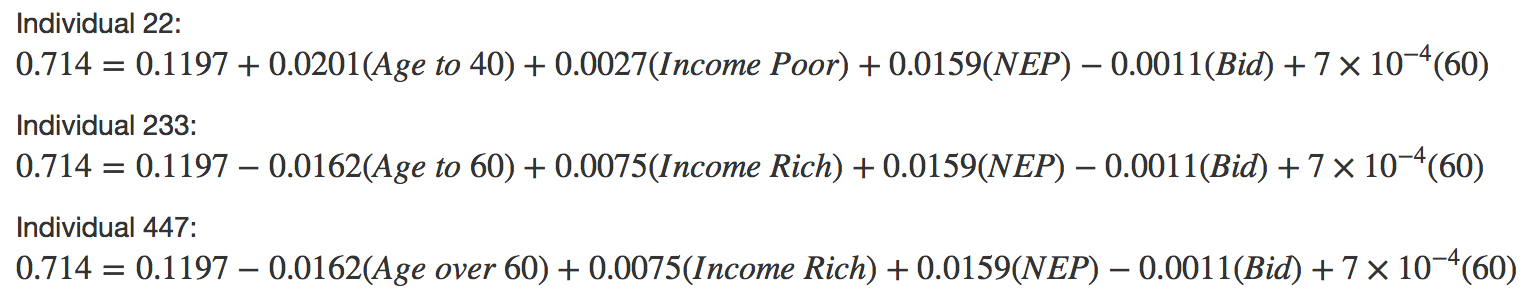 Individual 22:
0.714 = 0.1197 + 0.0201(Age to 40) + 0.0027(Income Poor) + 0.0159(NEP) − 0.0011(Bid) + 7 × 10⁻⁴(60)
Individual 233:
0.714 = 0.1197 − 0.0162(Age to 60) + 0.0075(Income Rich) + 0.0159(NEP) − 0.0011(Bid) + 7 × 10⁻⁴(60)
Individual 447:
0.714 = 0.1197 − 0.0162(Age over 60) + 0.0075(Income Rich) + 0.0159(NEP) − 0.0011(Bid) + 7 × 10⁻⁴(60)